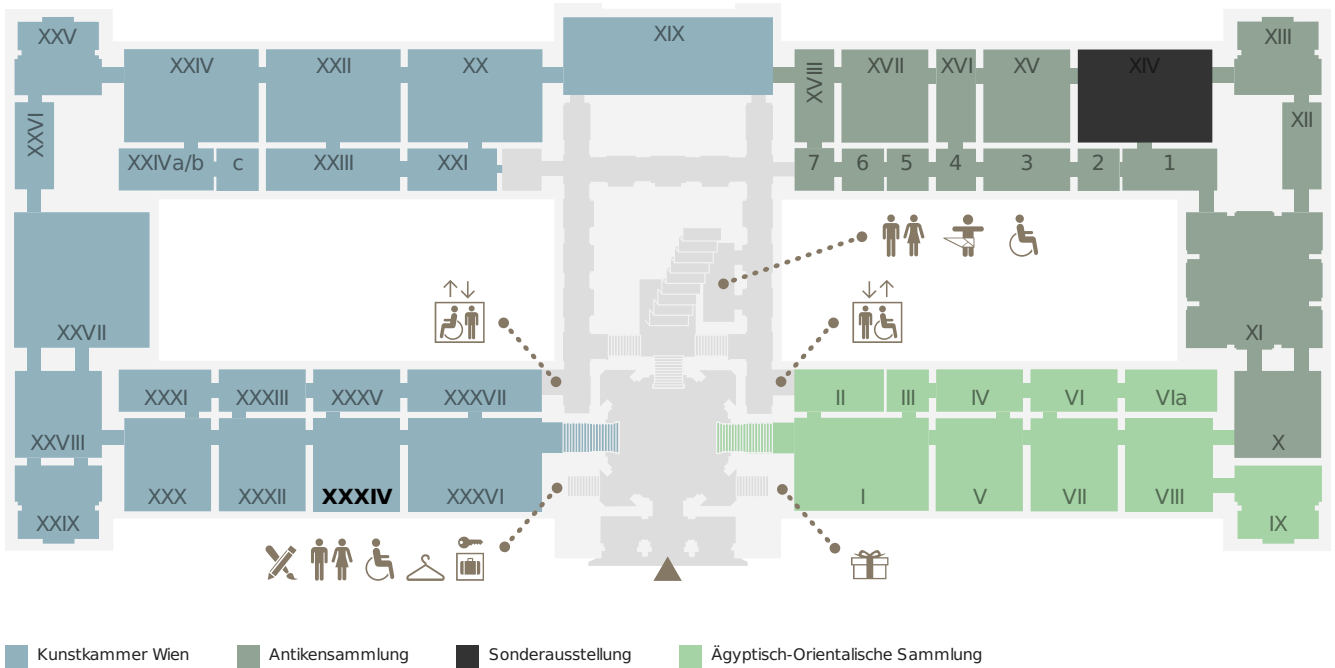 XXV
XXIV
XXII
XX
XIX
XVIII
XVII
XVI
XV
XIV
XIII
XXVI
XII
XXIVa/b
c
XXIII
XXI
7
6
5
4
3
2
1
XXVII
XI
XXVIII
XXXI
XXXIII
XXXV
XXXVII
II
III
IV
VI
VIa
X
XXX
XXXII
XXXIV
XXXVI
I
V
VII
VIII
XXIX
IX
Kunstkammer Wien
Antikensammlung
Sonderausstellung
Ägyptisch-Orientalische Sammlung